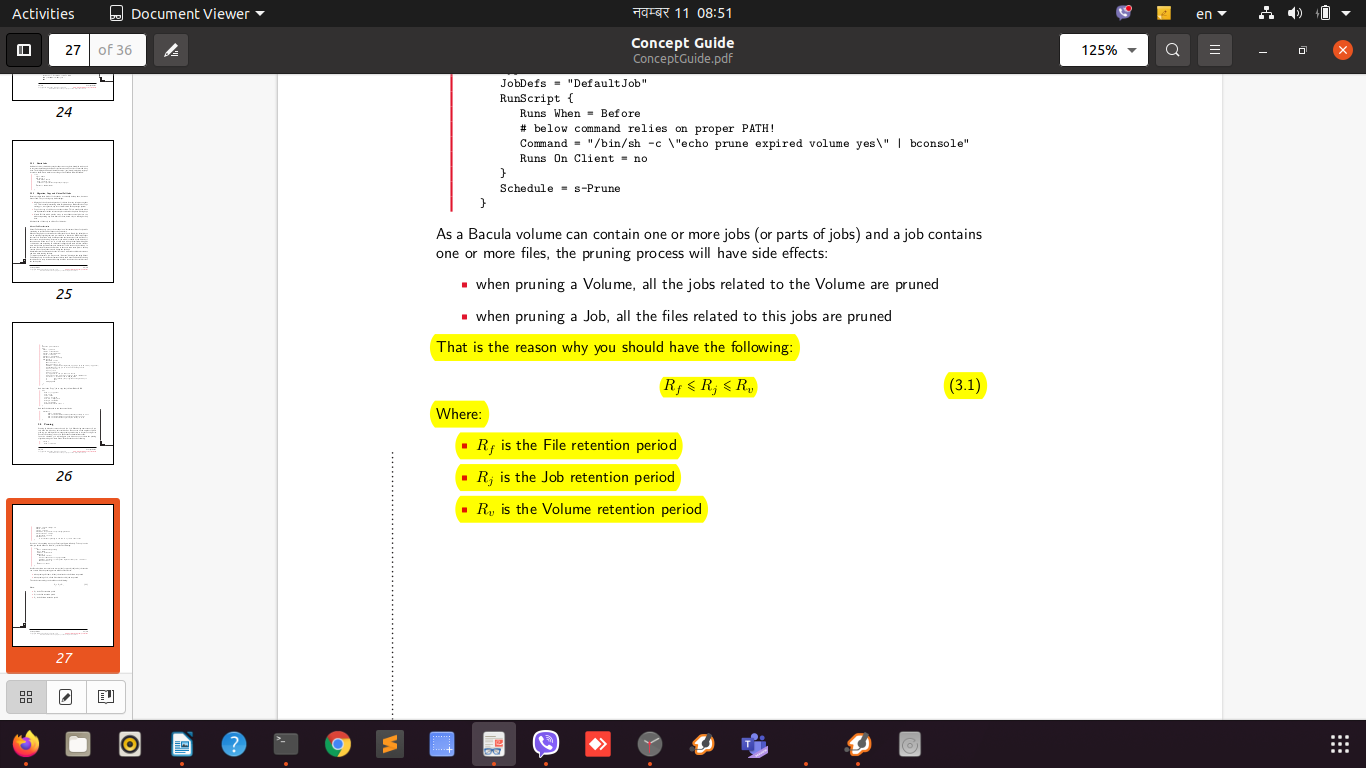 Activities
Document Viewer
नवम्बर 11 08:51
en
27
of 36
Concept Guide
ConceptGuide.pdf
125%
24
25
26
27
JobDefs = "DefaultJob"
RunScript {
Runs When = Before
# below command relies on proper PATH!
Command = "/bin/sh -c \"echo prune expired volume yes\" | bconsole"
Runs On Client = no
}
Schedule = s-Prune
}
As a Bacula volume can contain one or more jobs (or parts of jobs) and a job contains
one or more files, the pruning process will have side effects:
when pruning a Volume, all the jobs related to the Volume are pruned
when pruning a Job, all the files related to this jobs are pruned
That is the reason why you should have the following:
R_f ⩽ R_j ⩽ R_v (3.1)
Where:
R_f is the File retention period
R_j is the Job retention period
R_v is the Volume retention period